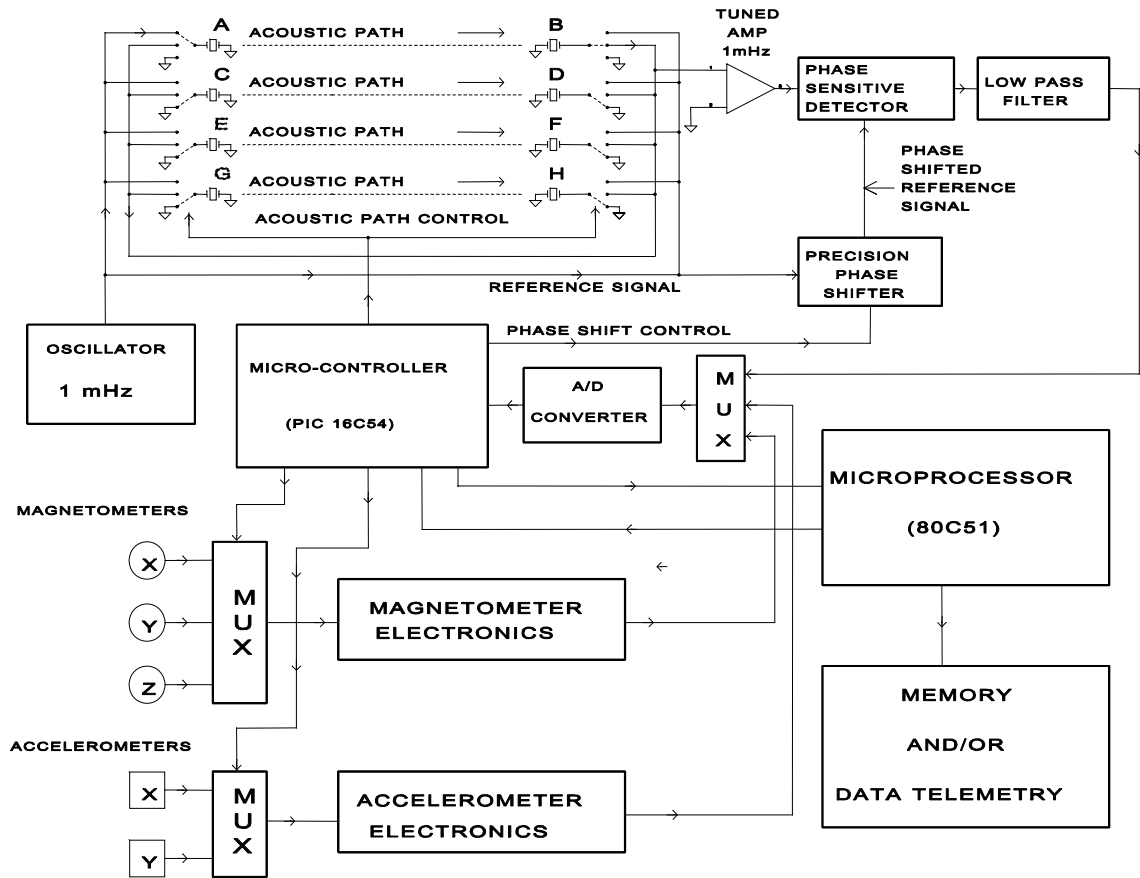 A
ACOUSTIC PATH
B
C
ACOUSTIC PATH
D
E
ACOUSTIC PATH
F
G
ACOUSTIC PATH
H
ACOUSTIC PATH CONTROL
TUNED
AMP
1mHz
PHASE
SENSITIVE
DETECTOR
LOW PASS
FILTER
PHASE
SHIFTED
REFERENCE
SIGNAL
PRECISION
PHASE
SHIFTER
REFERENCE SIGNAL
OSCILLATOR
1 mHz
MICRO-CONTROLLER
(PIC 16C54)
PHASE SHIFT CONTROL
A/D
CONVERTER
M
U
X
MICROPROCESSOR
(80C51)
MAGNETOMETERS
X
Y
Z
M
U
X
MAGNETOMETER
ELECTRONICS
MEMORY
AND/OR
DATA TELEMETRY
ACCELEROMETERS
X
Y
M
U
X
ACCELEROMETER
ELECTRONICS